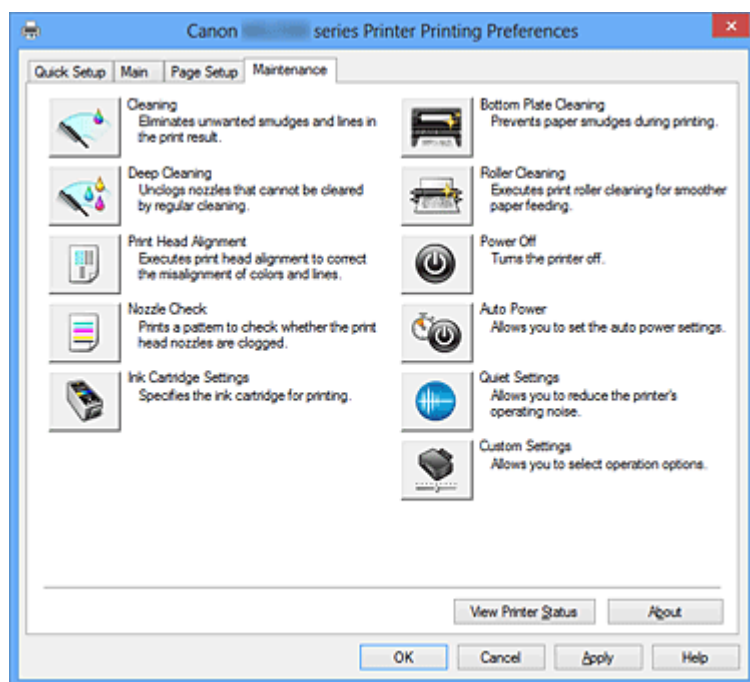 Canon series Printer Printing Preferences
Quick Setup Main Page Setup Maintenance
Cleaning
Eliminates unwanted smudges and lines in
the print result.
Deep Cleaning
Unclogs nozzles that cannot be cleared
by regular cleaning.
Print Head Alignment
Executes print head alignment to correct
the misalignment of colors and lines.
Nozzle Check
Prints a pattern to check whether the print
head nozzles are clogged.
Ink Cartridge Settings
Specifies the ink cartridge for printing.
Bottom Plate Cleaning
Prevents paper smudges during printing.
Roller Cleaning
Executes print roller cleaning for smoother
paper feeding.
Power Off
Turns the printer off.
Auto Power
Allows you to set the auto power settings.
Quiet Settings
Allows you to reduce the printer's
operating noise.
Custom Settings
Allows you to select operation options.
View Printer Status About
OK Cancel Apply Help